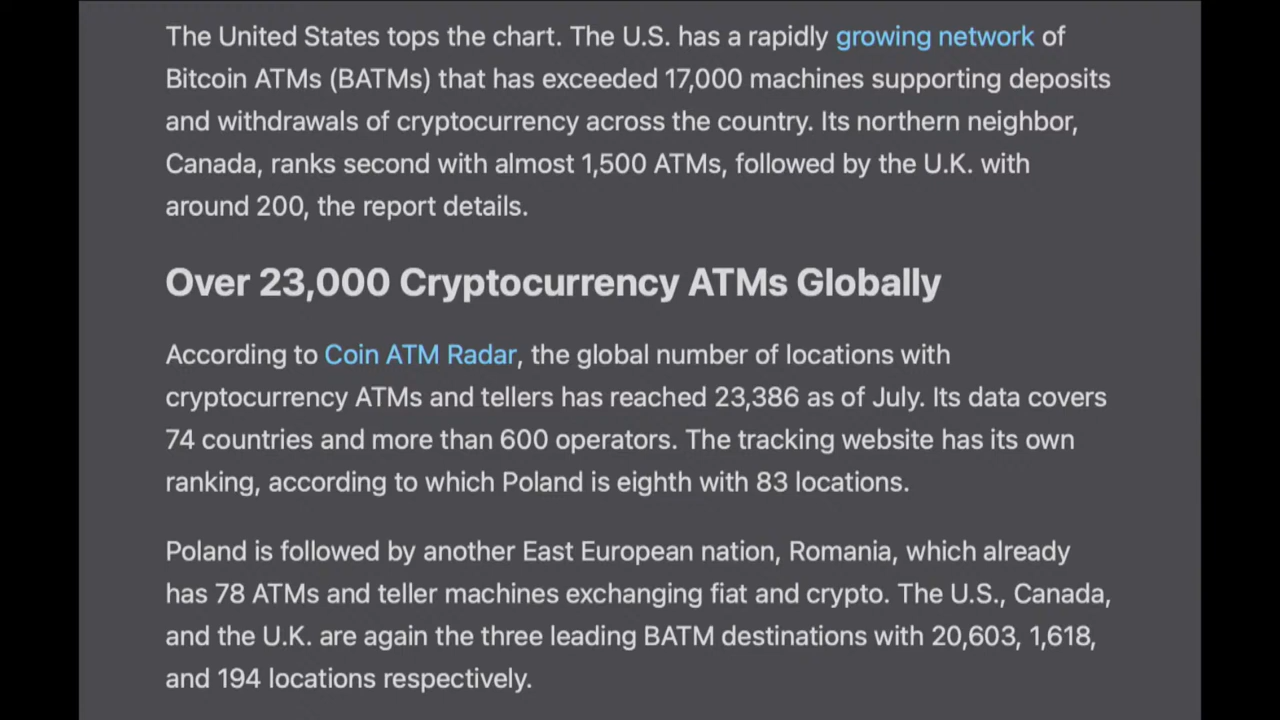 The United States tops the chart. The U.S. has a rapidly growing network of
Bitcoin ATMs (BATMs) that has exceeded 17,000 machines supporting deposits
and withdrawals of cryptocurrency across the country. Its northern neighbor,
Canada, ranks second with almost 1,500 ATMs, followed by the U.K. with
around 200, the report details.
Over 23,000 Cryptocurrency ATMs Globally
According to Coin ATM Radar, the global number of locations with
cryptocurrency ATMs and tellers has reached 23,386 as of July. Its data covers
74 countries and more than 600 operators. The tracking website has its own
ranking, according to which Poland is eighth with 83 locations.
Poland is followed by another East European nation, Romania, which already
has 78 ATMs and teller machines exchanging fiat and crypto. The U.S., Canada,
and the U.K. are again the three leading BATM destinations with 20,603, 1,618,
and 194 locations respectively.